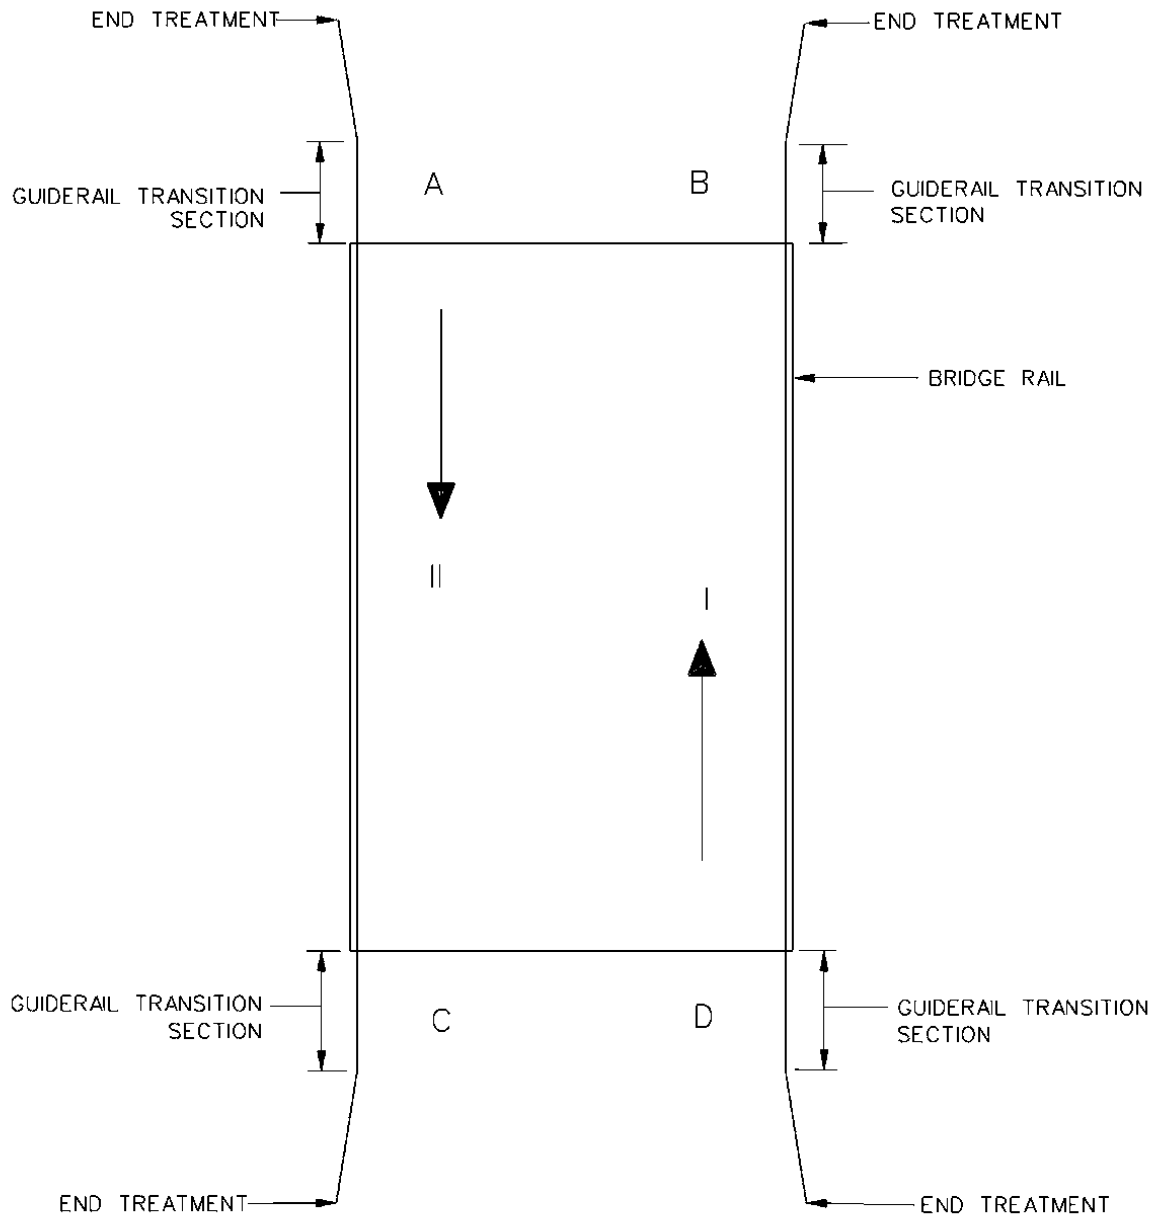 END TREATMENT
END TREATMENT
A
B
GUIDERAIL TRANSITION
SECTION
GUIDERAIL TRANSITION
SECTION
BRIDGE RAIL
II
I
GUIDERAIL TRANSITION
SECTION
C
D
GUIDERAIL TRANSITION
SECTION
END TREATMENT
END TREATMENT